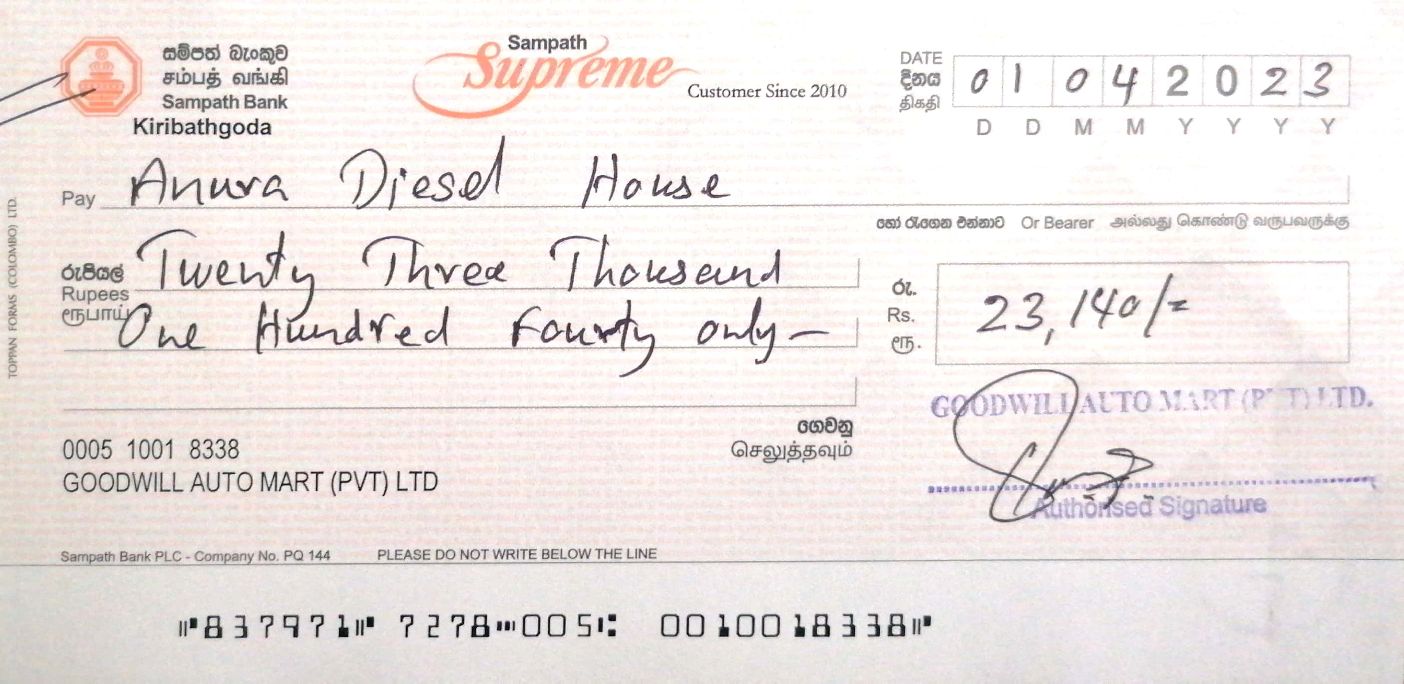 සම්පත් බැංකුව
சம்பத் வங்கி
Sampath Bank
Kiribathgoda
Sampath
Supreme
Customer Since 2010
DATE
දිනය
திகதி
0 1 0 4 2 0 2 3
D D M M Y Y Y Y
Pay Anura Diesel House
හෝ රැගෙන එන්නාට Or Bearer அல்லது கொண்டு வருபவருக்கு
රුපියල්
Rupees
ரூபாய்
Twenty Three Thousand
One Hundred Fourty only –
රු.
Rs.
ரூ.
23,140/=
ගෙවනු
செலுத்தவும்
GOODWILL AUTO MART (PVT) LTD.
Authorised Signature
0005 1001 8338
GOODWILL AUTO MART (PVT) LTD
Sampath Bank PLC - Company No. PQ 144 PLEASE DO NOT WRITE BELOW THE LINE
⑈837971⑈ 7278⑉005⑆ 0010018338⑈
TOPPAN FORMS (COLOMBO) LTD.